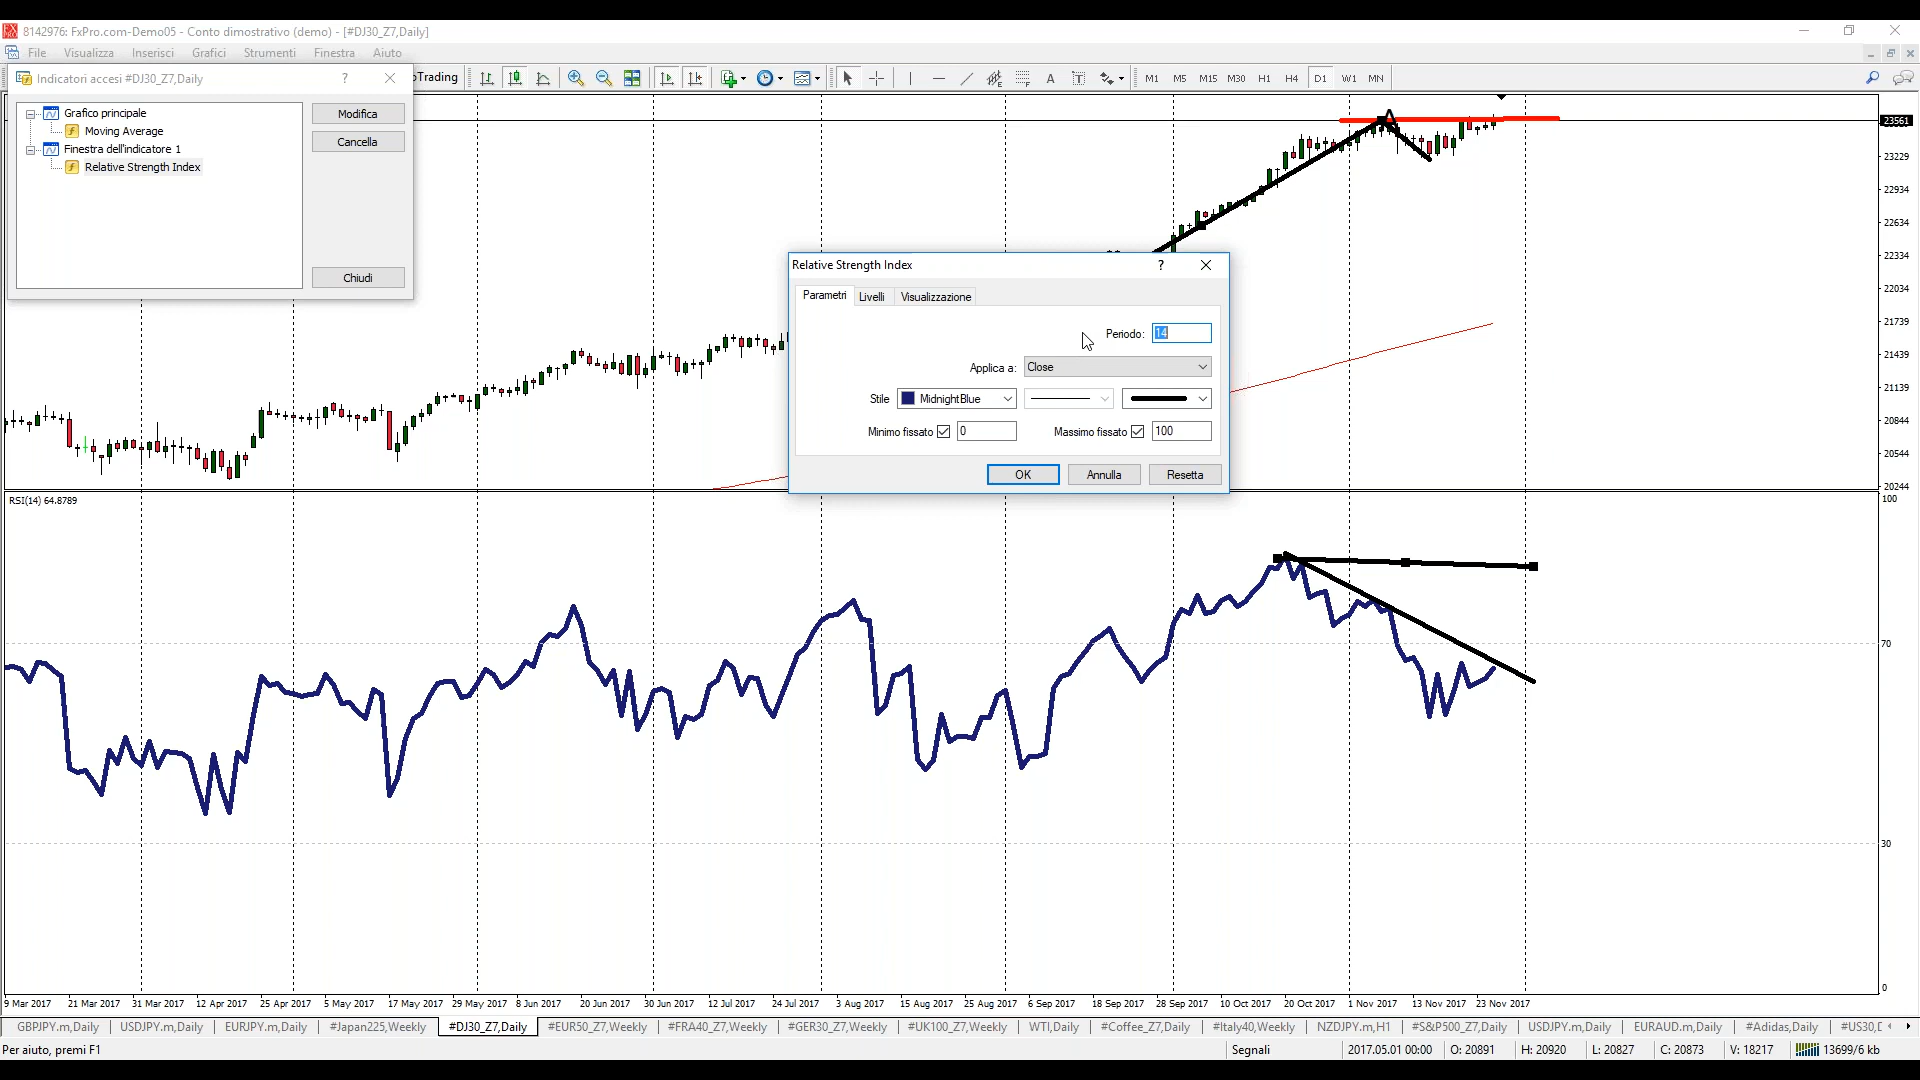 8142976: FxPro.com-Demo05 - Conto dimostrativo (demo) - [#DJ30_Z7,Daily]
File Visualizza Inserisci Grafici Strumenti Finestra Aiuto
Indicatori accesi #DJ30_Z7,Daily ?
Trading A T M1 M5 M15 M30 H1 H4 D1 W1 MN
Grafico principale
Moving Average
Finestra dell'indicatore 1
Relative Strength Index
Modifica
Cancella
Chiudi
23561
23229
22934
22634
22334
22034
21739
21439
21139
20844
20544
20244
Relative Strength Index ?
Parametri Livelli Visualizzazione
Periodo: 14
Applica a: Close
Stile MidnightBlue
Minimo fissato 0 Massimo fissato 100
OK Annulla Resetta
RSI(14) 64.8789
100
70
30
0
9 Mar 2017 21 Mar 2017 31 Mar 2017 12 Apr 2017 25 Apr 2017 5 May 2017 17 May 2017 29 May 2017 8 Jun 2017 20 Jun 2017 30 Jun 2017 12 Jul 2017 24 Jul 2017 3 Aug 2017 15 Aug 2017 25 Aug 2017 6 Sep 2017 18 Sep 2017 28 Sep 2017 10 Oct 2017 20 Oct 2017 1 Nov 2017 13 Nov 2017 23 Nov 2017
GBPJPY.m,Daily USDJPY.m,Daily EURJPY.m,Daily #Japan225,Weekly #DJ30_Z7,Daily #EUR50_Z7,Weekly #FRA40_Z7,Weekly #GER30_Z7,Weekly #UK100_Z7,Weekly WTI,Daily #Coffee_Z7,Daily #Italy40,Weekly NZDJPY.m,H1 #S&P500_Z7,Daily USDJPY.m,Daily EURAUD.m,Daily #Adidas,Daily #US30,
Per aiuto, premi F1 Segnali 2017.05.01 00:00 O: 20891 H: 20920 L: 20827 C: 20873 V: 18217 13699/6 kb